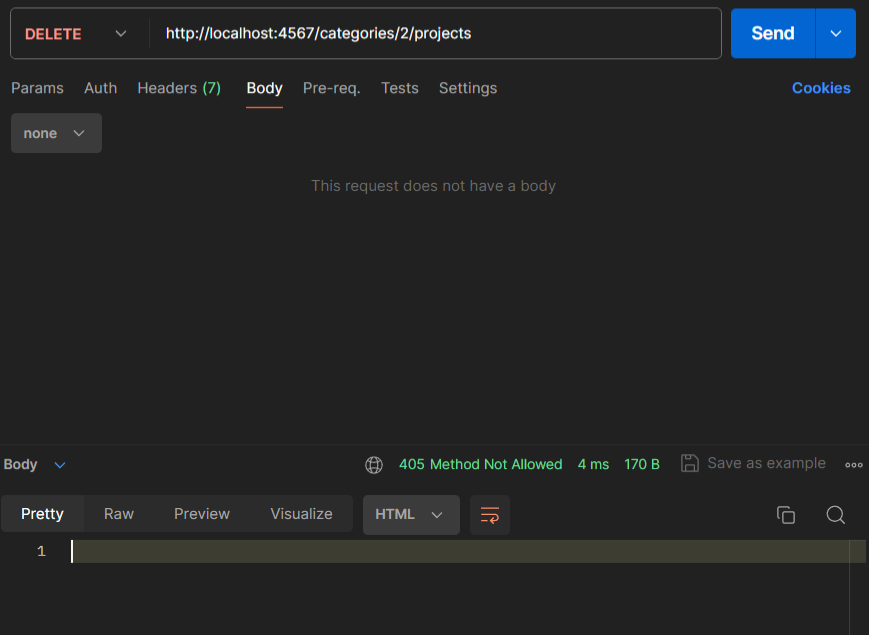 DELETE http://localhost:4567/categories/2/projects Send
Params Auth Headers (7) Body Pre-req. Tests Settings Cookies
none
This request does not have a body
Body 405 Method Not Allowed 4 ms 170 B Save as example
Pretty Raw Preview Visualize HTML
1